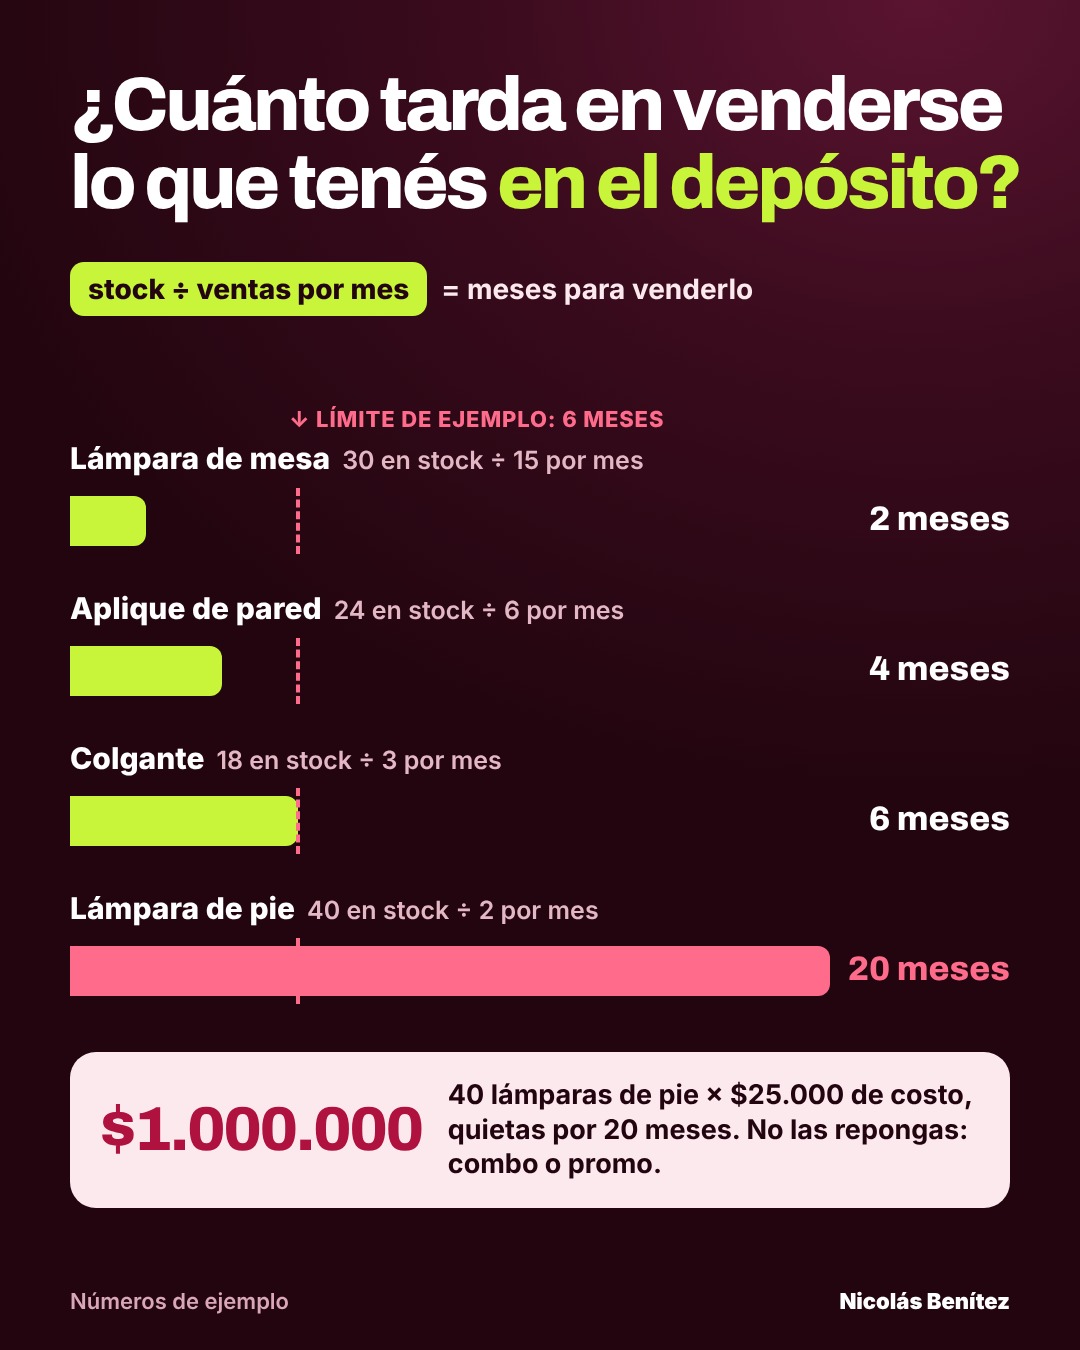 ¿Cuánto tarda en venderse
lo que tenés en el depósito?
stock ÷ ventas por mes = meses para venderlo
↓ LÍMITE DE EJEMPLO: 6 MESES
Lámpara de mesa 30 en stock ÷ 15 por mes
2 meses
Aplique de pared 24 en stock ÷ 6 por mes
4 meses
Colgante 18 en stock ÷ 3 por mes
6 meses
Lámpara de pie 40 en stock ÷ 2 por mes
20 meses
$1.000.000
40 lámparas de pie × $25.000 de costo,
quietas por 20 meses. No las repongas:
combo o promo.
Números de ejemplo
Nicolás Benítez